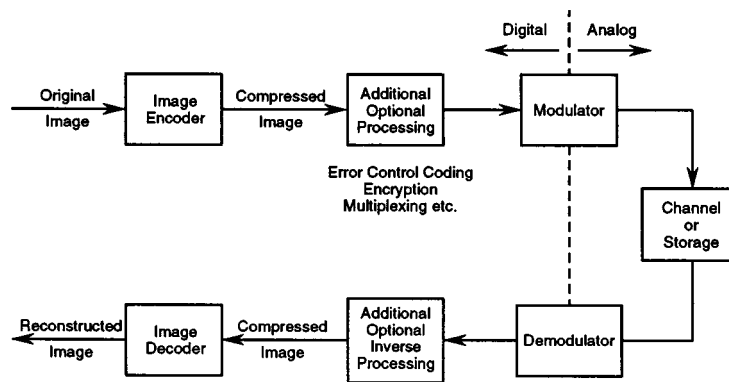 Digital
Analog
Original
Image
Image
Encoder
Compressed
Image
Additional
Optional
Processing
Modulator
Error Control Coding
Encryption
Multiplexing etc.
Channel
or
Storage
Reconstructed
Image
Image
Decoder
Compressed
Image
Additional
Optional
Inverse
Processing
Demodulator